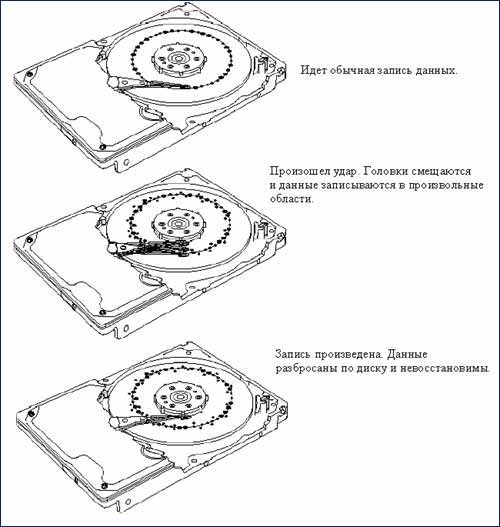 Идет обычная запись данных.
Произошел удар. Головки смещаются
и данные записываются в произвольные
области.
Запись произведена. Данные
разбросаны по диску и невосстановимы.